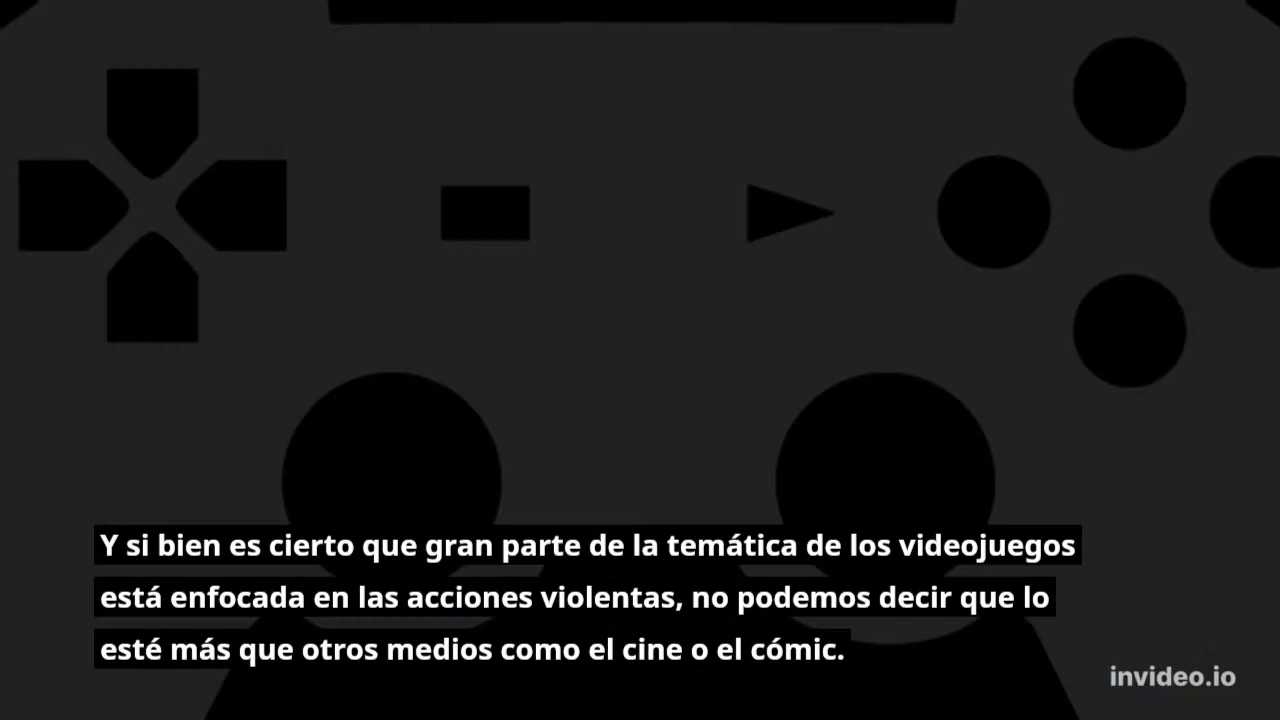 Y si bien es cierto que gran parte de la temática de los videojuegos
está enfocada en las acciones violentas, no podemos decir que lo
esté más que otros medios como el cine o el cómic.
invideo.io